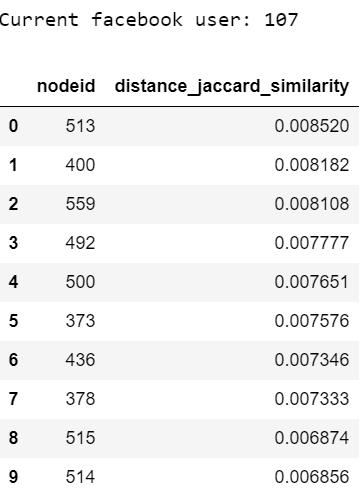 Current facebook user: 107
nodeid distance_jaccard_similarity
0 513 0.008520
1 400 0.008182
2 559 0.008108
3 492 0.007777
4 500 0.007651
5 373 0.007576
6 436 0.007346
7 378 0.007333
8 515 0.006874
9 514 0.006856